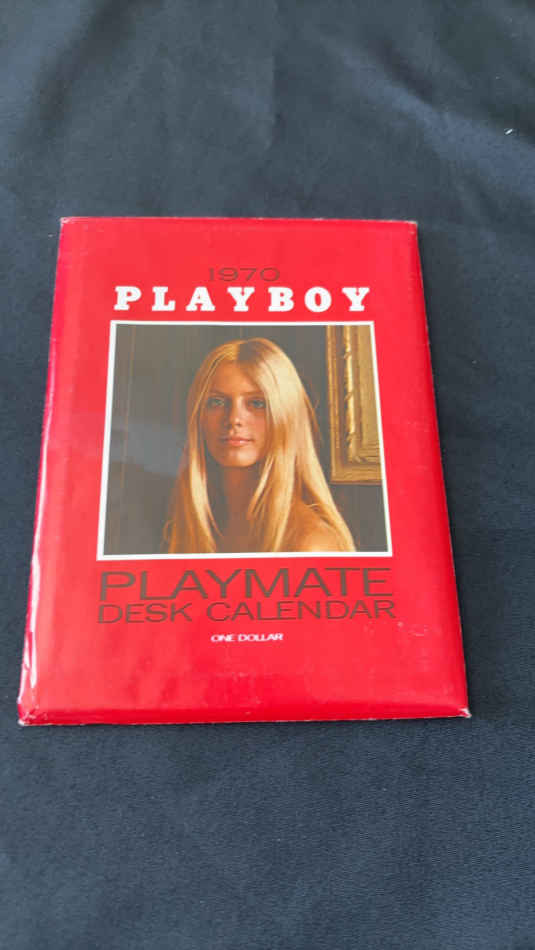 1970
PLAYBOY
PLAYMATE
DESK CALENDAR
ONE DOLLAR